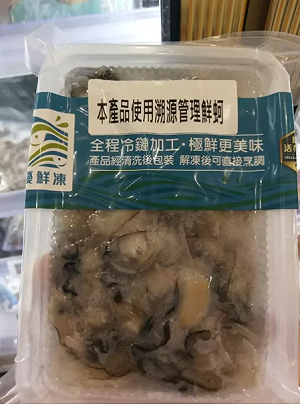 本產品使用溯源管理鮮蚵
全程冷鏈加工·極鮮更美味
產品經清洗後包裝 解凍後可直接烹調
優鮮凍
活